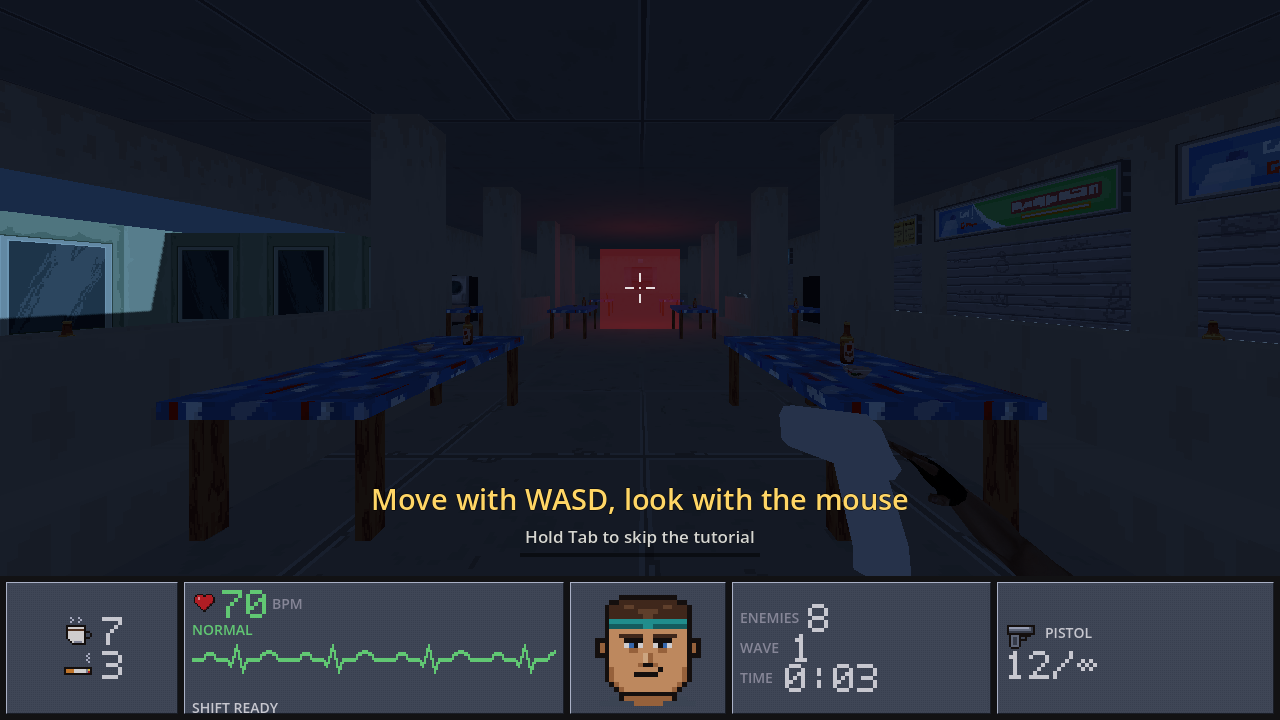 Move with WASD, look with the mouse
Hold Tab to skip the tutorial
7
3
70 BPM
NORMAL
SHIFT READY
ENEMIES 8
WAVE 1
TIME 0:03
PISTOL
12/∞